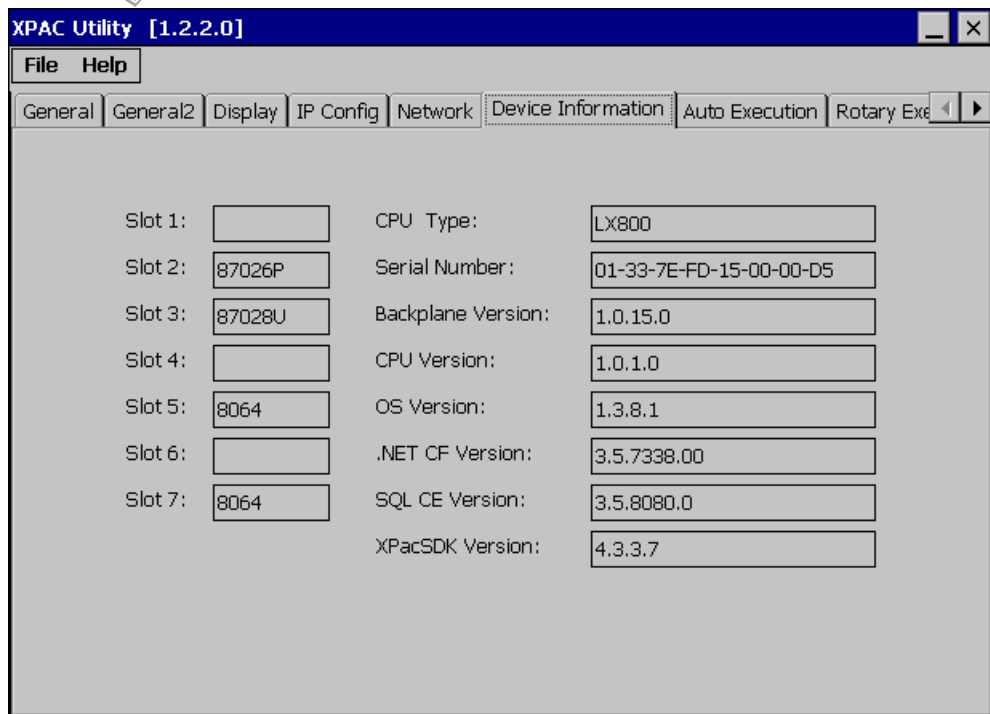 XPAC Utility [1.2.2.0]
File Help
General General2 Display IP Config Network Device Information Auto Execution Rotary Exe
Slot 1: CPU Type: LX800
Slot 2: 87026P Serial Number: 01-33-7E-FD-15-00-00-D5
Slot 3: 87028U Backplane Version: 1.0.15.0
Slot 4: CPU Version: 1.0.1.0
Slot 5: 8064 OS Version: 1.3.8.1
Slot 6: .NET CF Version: 3.5.7338.00
Slot 7: 8064 SQL CE Version: 3.5.8080.0
XPacSDK Version: 4.3.3.7